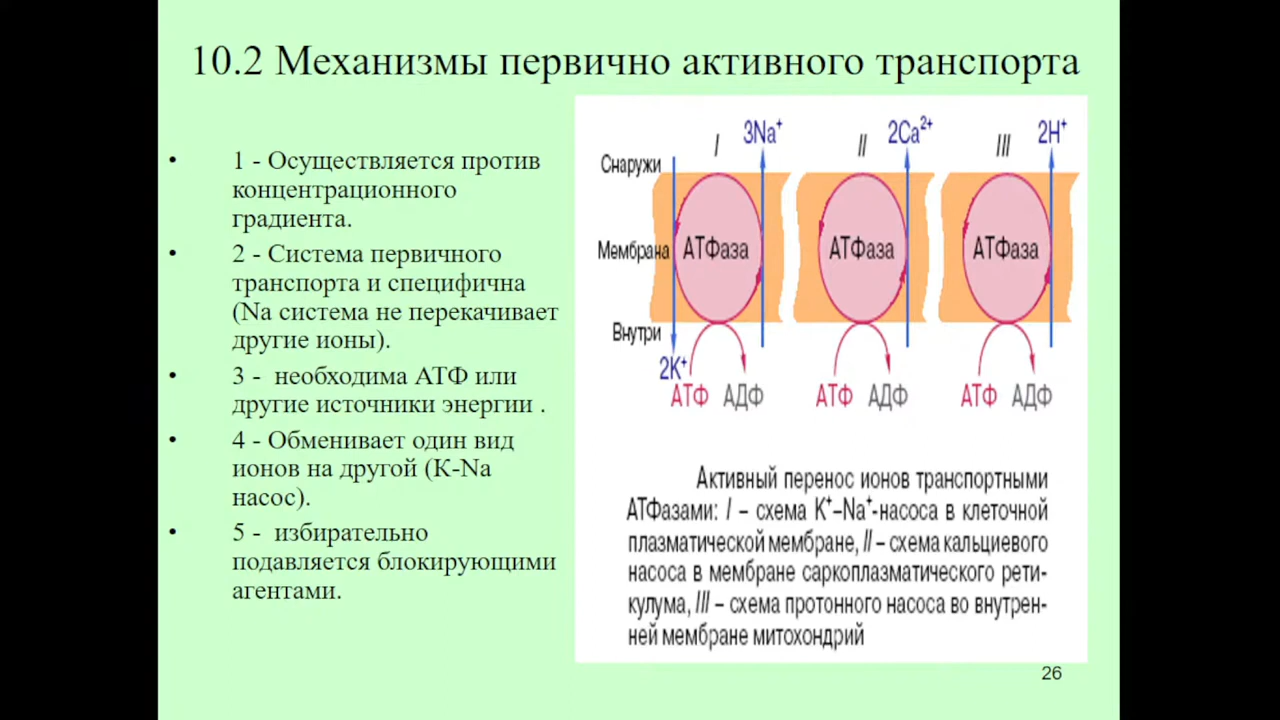 10.2 Механизмы первично активного транспорта
• 1 - Осуществляется против
концентрационного
градиента.
• 2 - Система первичного
транспорта и специфична
(Na система не перекачивает
другие ионы).
• 3 - необходима АТФ или
другие источники энергии .
• 4 - Обменивает один вид
ионов на другой (K-Na
насос).
• 5 - избирательно
подавляется блокирующими
агентами.
I 3Na⁺ II 2Ca²⁺ III 2H⁺
Снаружи
Мембрана АТФаза АТФаза АТФаза
Внутри
2K⁺
АТФ АДФ АТФ АДФ АТФ АДФ
Активный перенос ионов транспортными
АТФазами: I – схема K⁺–Na⁺-насоса в клеточной
плазматической мембране, II – схема кальциевого
насоса в мембране саркоплазматического рети-
кулума, III – схема протонного насоса во внутрен-
ней мембране митохондрий
26